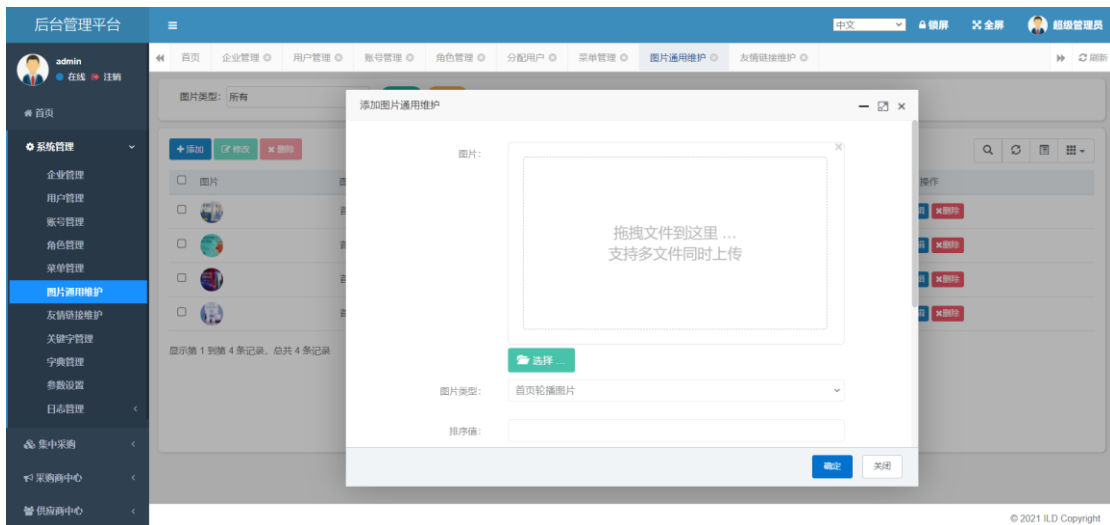 后台管理平台
中文
锁屏
全屏
超级管理员
admin
在线 注销
首页 企业管理 用户管理 账号管理 角色管理 分配用户 菜单管理 图片通用维护 友情链接维护
刷新
首页
系统管理
企业管理
用户管理
账号管理
角色管理
菜单管理
图片通用维护
友情链接维护
关键字管理
字典管理
参数设置
日志管理
集中采购
采购商中心
供应商中心
图片类型: 所有
添加 修改 删除
图片
操作
删除
删除
删除
删除
显示第 1 到第 4 条记录，总共 4 条记录
添加图片通用维护
图片:
拖拽文件到这里 …
支持多文件同时上传
选择 …
图片类型: 首页轮播图片
排序值:
确定 关闭
© 2021 ILD Copyright